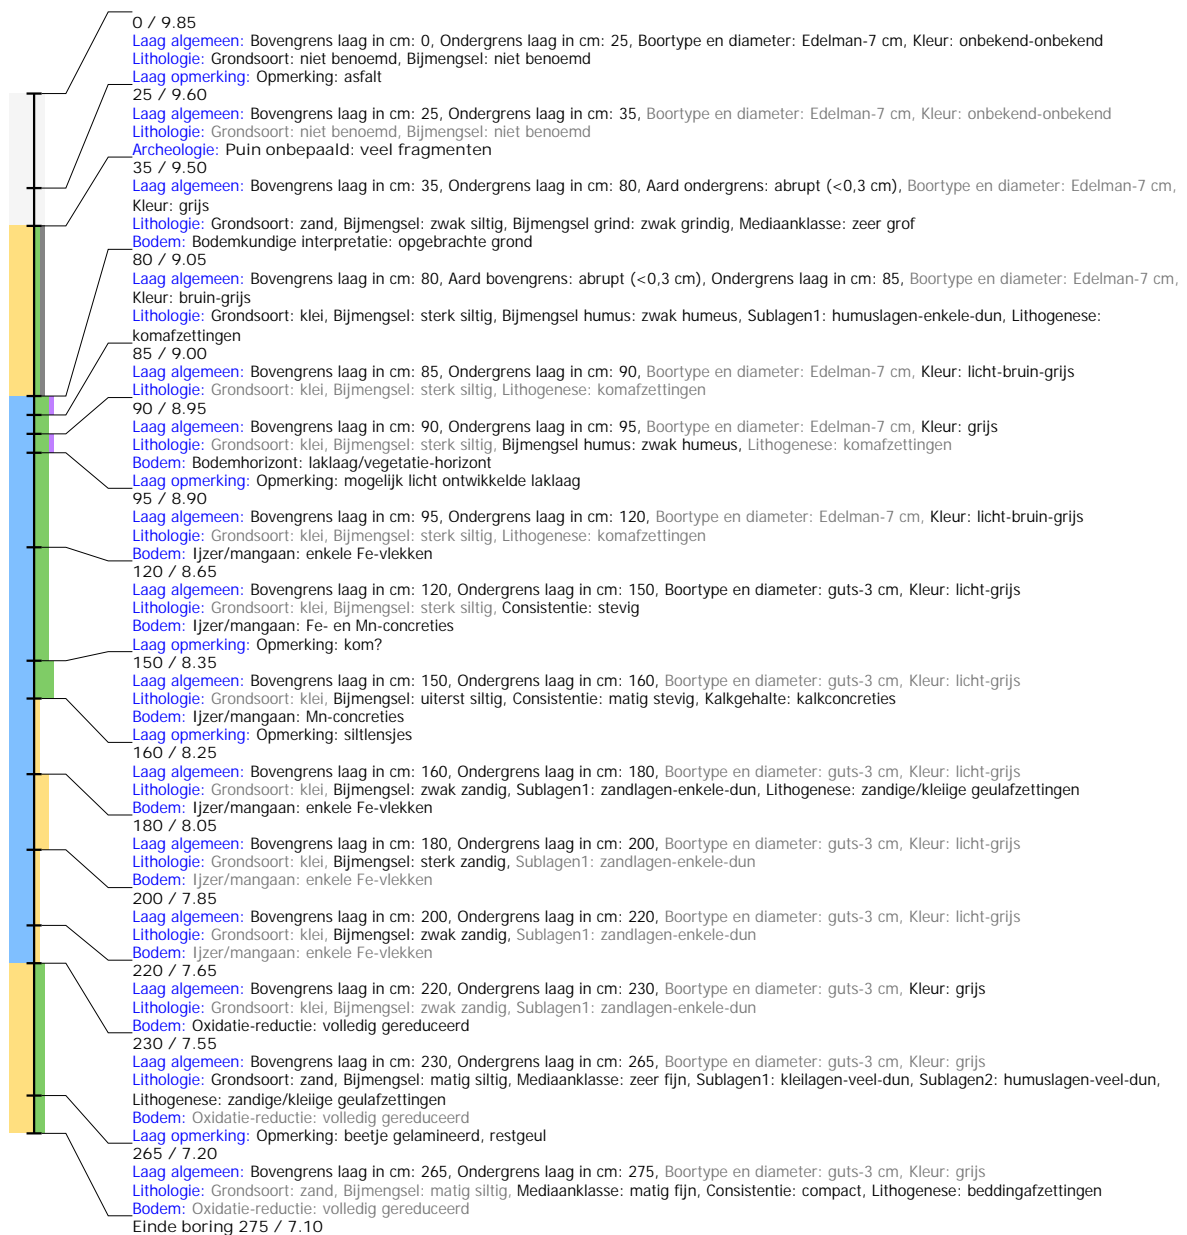 0 / 9.85
Laag algemeen: Bovengrens laag in cm: 0, Ondergrens laag in cm: 25, Boortype en diameter: Edelman-7 cm, Kleur: onbekend-onbekend
Lithologie: Grondsoort: niet benoemd, Bijmengsel: niet benoemd
Laag opmerking: Opmerking: asfalt
25 / 9.60
Laag algemeen: Bovengrens laag in cm: 25, Ondergrens laag in cm: 35, Boortype en diameter: Edelman-7 cm, Kleur: onbekend-onbekend
Lithologie: Grondsoort: niet benoemd, Bijmengsel: niet benoemd
Archeologie: Puin onbepaald: veel fragmenten
35 / 9.50
Laag algemeen: Bovengrens laag in cm: 35, Ondergrens laag in cm: 80, Aard ondergrens: abrupt (<0,3 cm), Boortype en diameter: Edelman-7 cm,
Kleur: grijs
Lithologie: Grondsoort: zand, Bijmengsel: zwak siltig, Bijmengsel grind: zwak grindig, Mediaanklasse: zeer grof
Bodem: Bodemkundige interpretatie: opgebrachte grond
80 / 9.05
Laag algemeen: Bovengrens laag in cm: 80, Aard bovengrens: abrupt (<0,3 cm), Ondergrens laag in cm: 85, Boortype en diameter: Edelman-7 cm,
Kleur: bruin-grijs
Lithologie: Grondsoort: klei, Bijmengsel: sterk siltig, Bijmengsel humus: zwak humeus, Sublagen1: humuslagen-enkele-dun, Lithogenese:
komafzettingen
85 / 9.00
Laag algemeen: Bovengrens laag in cm: 85, Ondergrens laag in cm: 90, Boortype en diameter: Edelman-7 cm, Kleur: licht-bruin-grijs
Lithologie: Grondsoort: klei, Bijmengsel: sterk siltig, Lithogenese: komafzettingen
90 / 8.95
Laag algemeen: Bovengrens laag in cm: 90, Ondergrens laag in cm: 95, Boortype en diameter: Edelman-7 cm, Kleur: grijs
Lithologie: Grondsoort: klei, Bijmengsel: sterk siltig, Bijmengsel humus: zwak humeus, Lithogenese: komafzettingen
Bodem: Bodemhorizont: laklaag/vegetatie-horizont
Laag opmerking: Opmerking: mogelijk licht ontwikkelde laklaag
95 / 8.90
Laag algemeen: Bovengrens laag in cm: 95, Ondergrens laag in cm: 120, Boortype en diameter: Edelman-7 cm, Kleur: licht-bruin-grijs
Lithologie: Grondsoort: klei, Bijmengsel: sterk siltig, Lithogenese: komafzettingen
Bodem: Ijzer/mangaan: enkele Fe-vlekken
120 / 8.65
Laag algemeen: Bovengrens laag in cm: 120, Ondergrens laag in cm: 150, Boortype en diameter: guts-3 cm, Kleur: licht-grijs
Lithologie: Grondsoort: klei, Bijmengsel: sterk siltig, Consistentie: stevig
Bodem: Ijzer/mangaan: Fe- en Mn-concreties
Laag opmerking: Opmerking: kom?
150 / 8.35
Laag algemeen: Bovengrens laag in cm: 150, Ondergrens laag in cm: 160, Boortype en diameter: guts-3 cm, Kleur: licht-grijs
Lithologie: Grondsoort: klei, Bijmengsel: uiterst siltig, Consistentie: matig stevig, Kalkgehalte: kalkconcreties
Bodem: Ijzer/mangaan: Mn-concreties
Laag opmerking: Opmerking: siltlensjes
160 / 8.25
Laag algemeen: Bovengrens laag in cm: 160, Ondergrens laag in cm: 180, Boortype en diameter: guts-3 cm, Kleur: licht-grijs
Lithologie: Grondsoort: klei, Bijmengsel: zwak zandig, Sublagen1: zandlagen-enkele-dun, Lithogenese: zandige/kleiige geulafzettingen
Bodem: Ijzer/mangaan: enkele Fe-vlekken
180 / 8.05
Laag algemeen: Bovengrens laag in cm: 180, Ondergrens laag in cm: 200, Boortype en diameter: guts-3 cm, Kleur: licht-grijs
Lithologie: Grondsoort: klei, Bijmengsel: sterk zandig, Sublagen1: zandlagen-enkele-dun
Bodem: Ijzer/mangaan: enkele Fe-vlekken
200 / 7.85
Laag algemeen: Bovengrens laag in cm: 200, Ondergrens laag in cm: 220, Boortype en diameter: guts-3 cm, Kleur: licht-grijs
Lithologie: Grondsoort: klei, Bijmengsel: zwak zandig, Sublagen1: zandlagen-enkele-dun
Bodem: Ijzer/mangaan: enkele Fe-vlekken
220 / 7.65
Laag algemeen: Bovengrens laag in cm: 220, Ondergrens laag in cm: 230, Boortype en diameter: guts-3 cm, Kleur: grijs
Lithologie: Grondsoort: klei, Bijmengsel: zwak zandig, Sublagen1: zandlagen-enkele-dun
Bodem: Oxidatie-reductie: volledig gereduceerd
230 / 7.55
Laag algemeen: Bovengrens laag in cm: 230, Ondergrens laag in cm: 265, Boortype en diameter: guts-3 cm, Kleur: grijs
Lithologie: Grondsoort: zand, Bijmengsel: matig siltig, Mediaanklasse: zeer fijn, Sublagen1: kleilagen-veel-dun, Sublagen2: humuslagen-veel-dun,
Lithogenese: zandige/kleiige geulafzettingen
Bodem: Oxidatie-reductie: volledig gereduceerd
Laag opmerking: Opmerking: beetje gelamineerd, restgeul
265 / 7.20
Laag algemeen: Bovengrens laag in cm: 265, Ondergrens laag in cm: 275, Boortype en diameter: guts-3 cm, Kleur: grijs
Lithologie: Grondsoort: zand, Bijmengsel: matig siltig, Mediaanklasse: matig fijn, Consistentie: compact, Lithogenese: beddingafzettingen
Bodem: Oxidatie-reductie: volledig gereduceerd
Einde boring 275 / 7.10